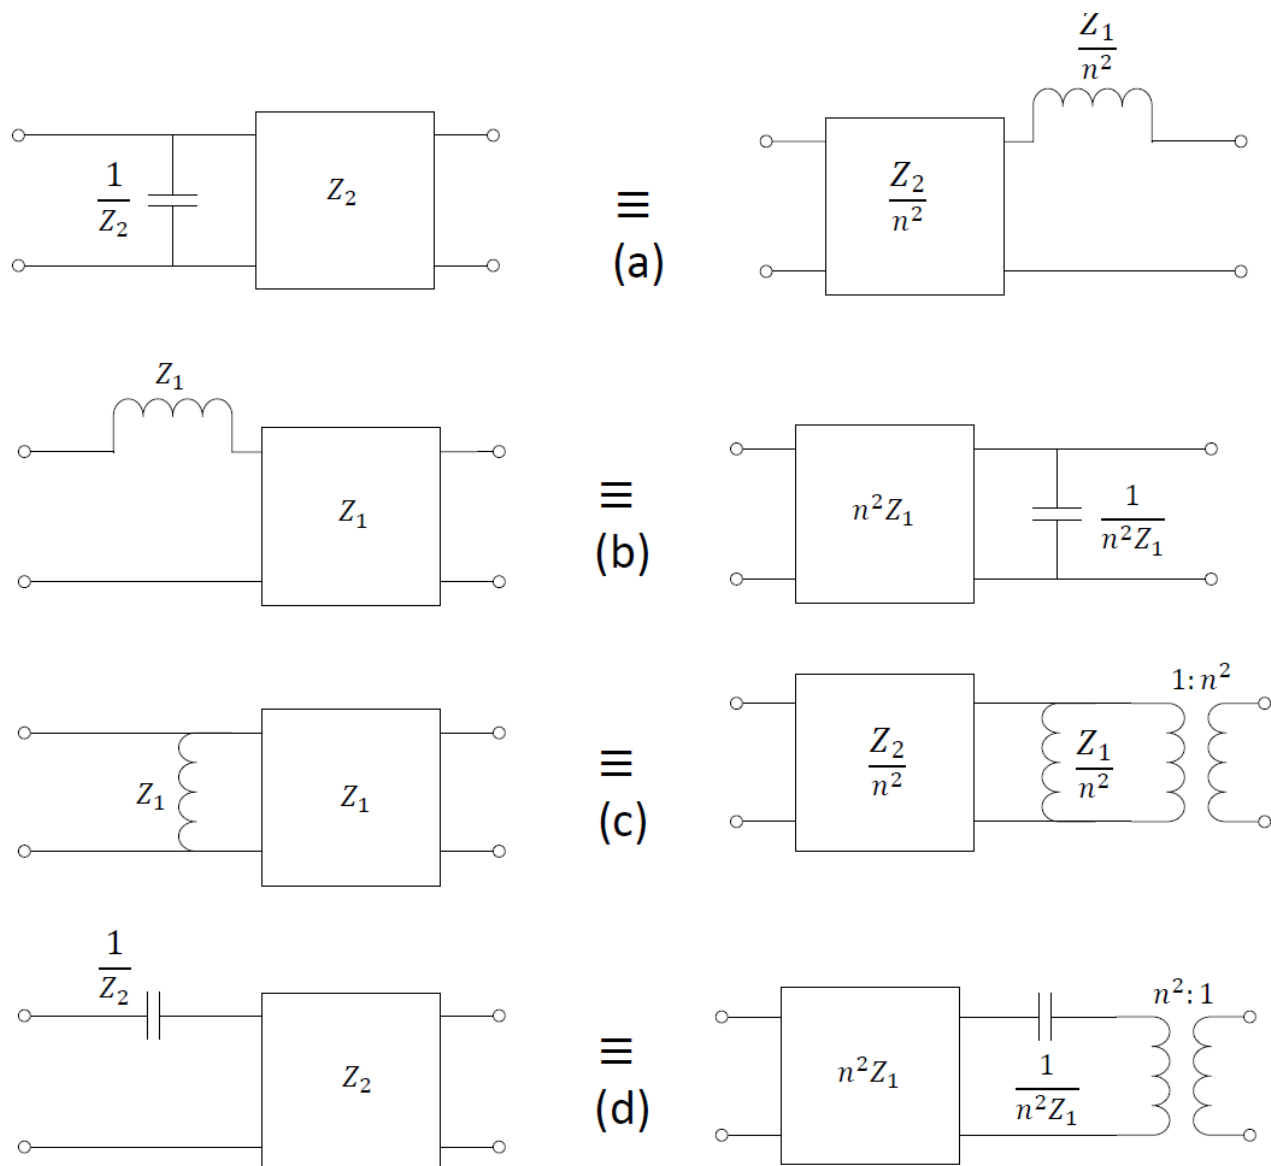 Z₁/n²
1/Z₂
Z₂
≡
Z₂/n²
(a)
Z₁
Z₁
≡
n²Z₁
1/n²Z₁
(b)
1:n²
Z₁
Z₁
≡
Z₂/n²
Z₁/n²
(c)
1/Z₂
n²:1
Z₂
≡
n²Z₁
1/n²Z₁
(d)